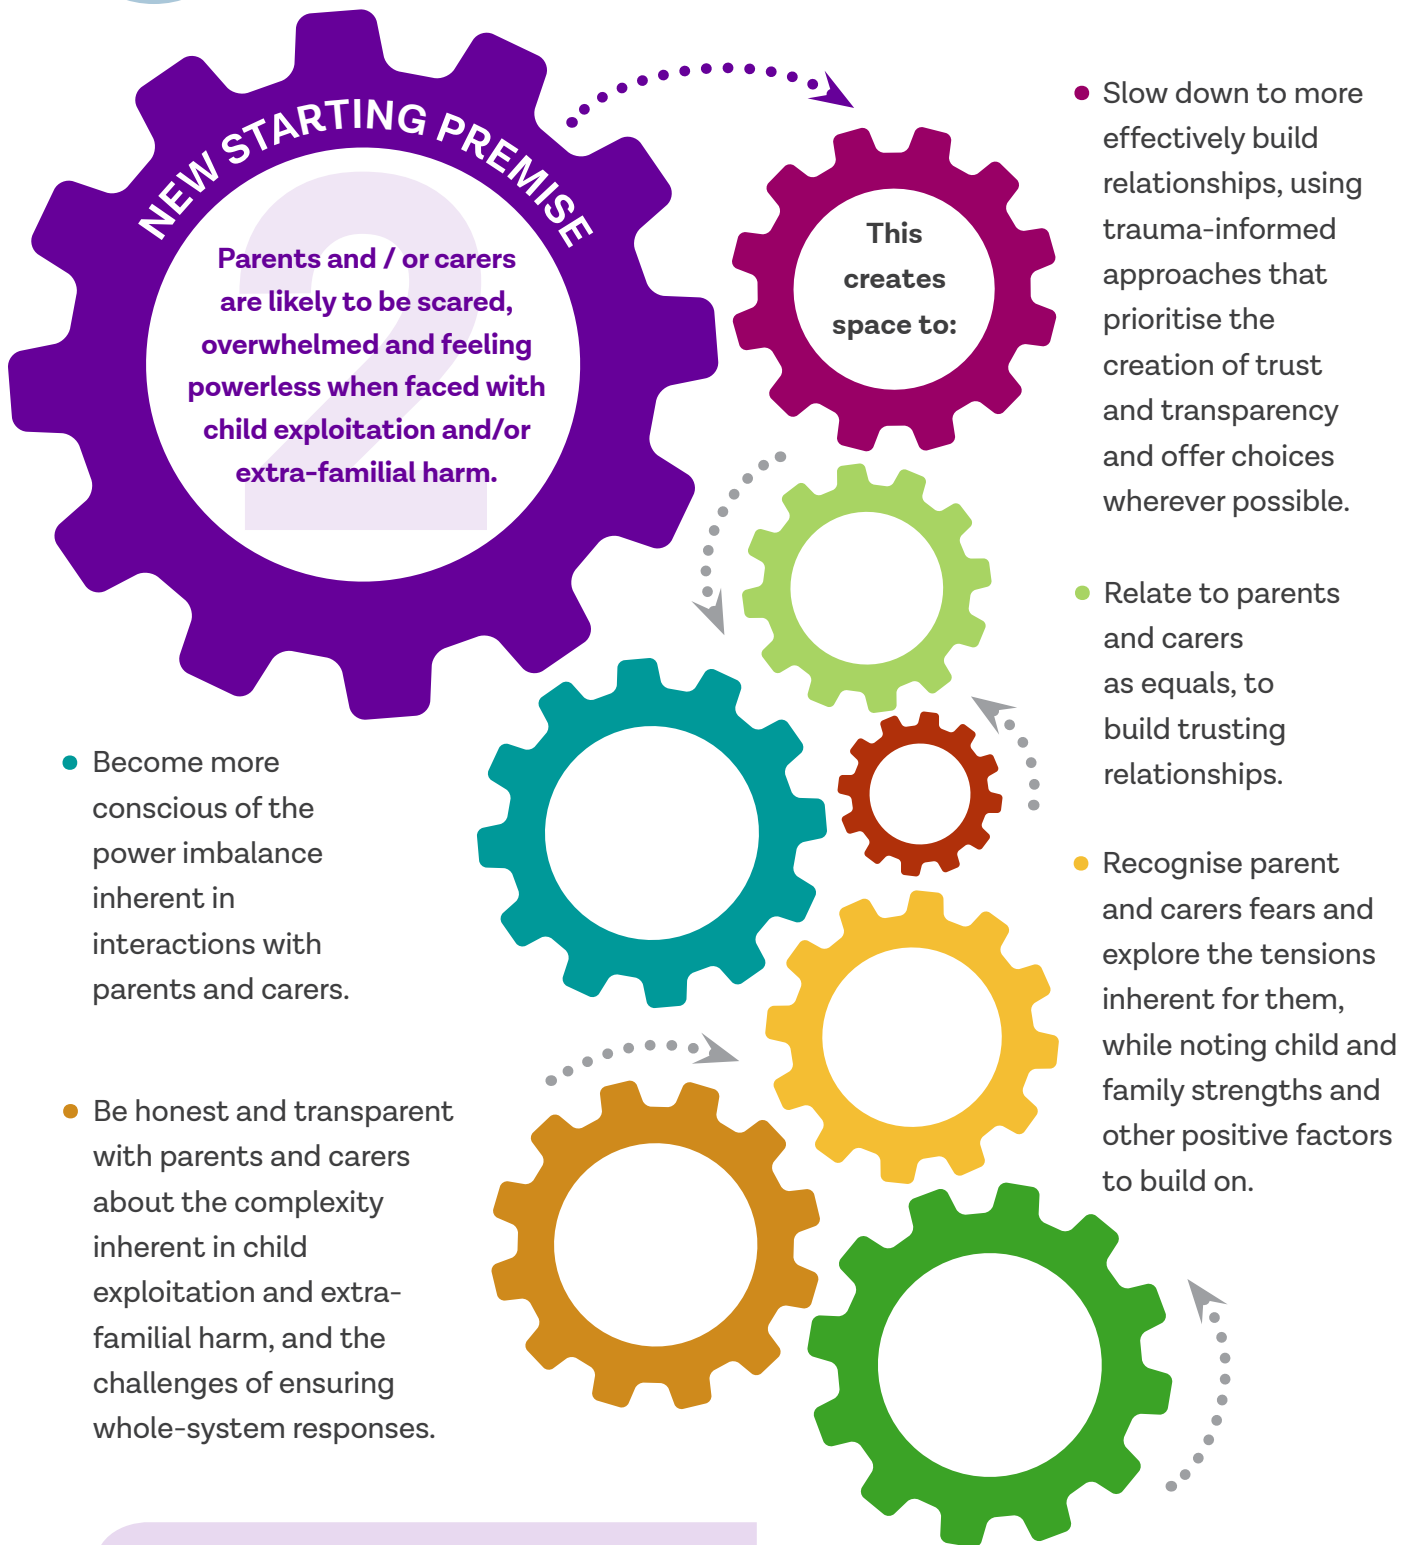 NEW STARTING PREMISE
2
Parents and / or carers
are likely to be scared,
overwhelmed and feeling
powerless when faced with
child exploitation and/or
extra-familial harm.
This
creates
space to:
• Slow down to more
effectively build
relationships, using
trauma-informed
approaches that
prioritise the
creation of trust
and transparency
and offer choices
wherever possible.
• Relate to parents
and carers
as equals, to
build trusting
relationships.
• Recognise parent
and carers fears and
explore the tensions
inherent for them,
while noting child and
family strengths and
other positive factors
to build on.
• Become more
conscious of the
power imbalance
inherent in
interactions with
parents and carers.
• Be honest and transparent
with parents and carers
about the complexity
inherent in child
exploitation and extra-
familial harm, and the
challenges of ensuring
whole-system responses.